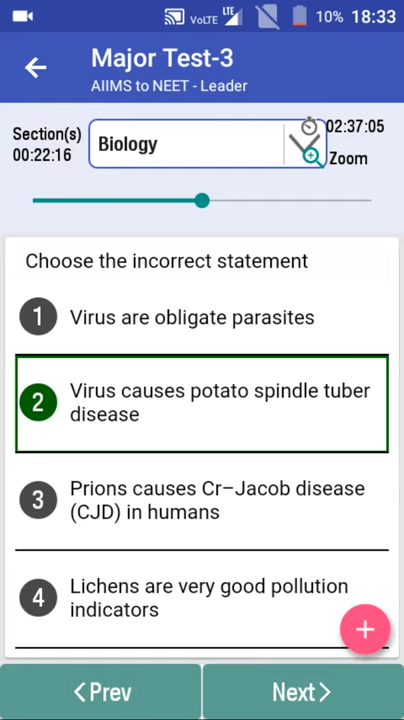 VoLTE LTE 10% 18:33
Major Test-3
AIIMS to NEET - Leader
Section(s)
00:22:16
Biology
02:37:05
Zoom
Choose the incorrect statement
1 Virus are obligate parasites
2 Virus causes potato spindle tuber
disease
3 Prions causes Cr–Jacob disease
(CJD) in humans
4 Lichens are very good pollution
indicators
+
<Prev Next>